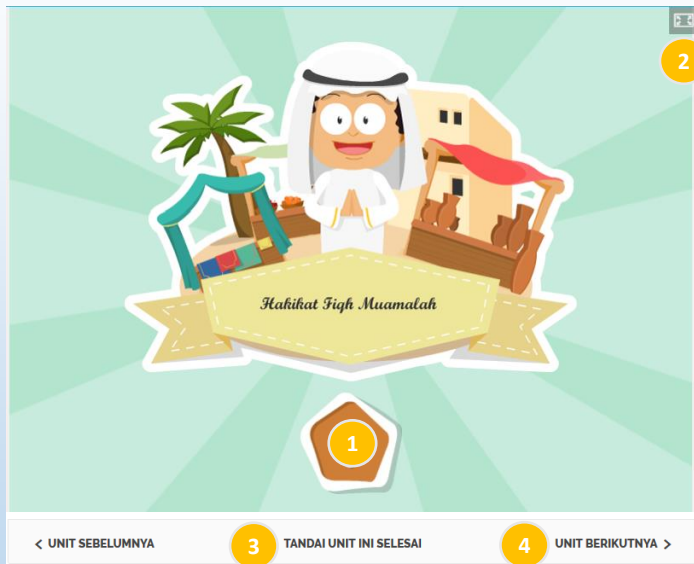 2
Hakikat Fiqh Muamalah
1
< UNIT SEBELUMNYA
3
TANDAI UNIT INI SELESAI
4
UNIT BERIKUTNYA >